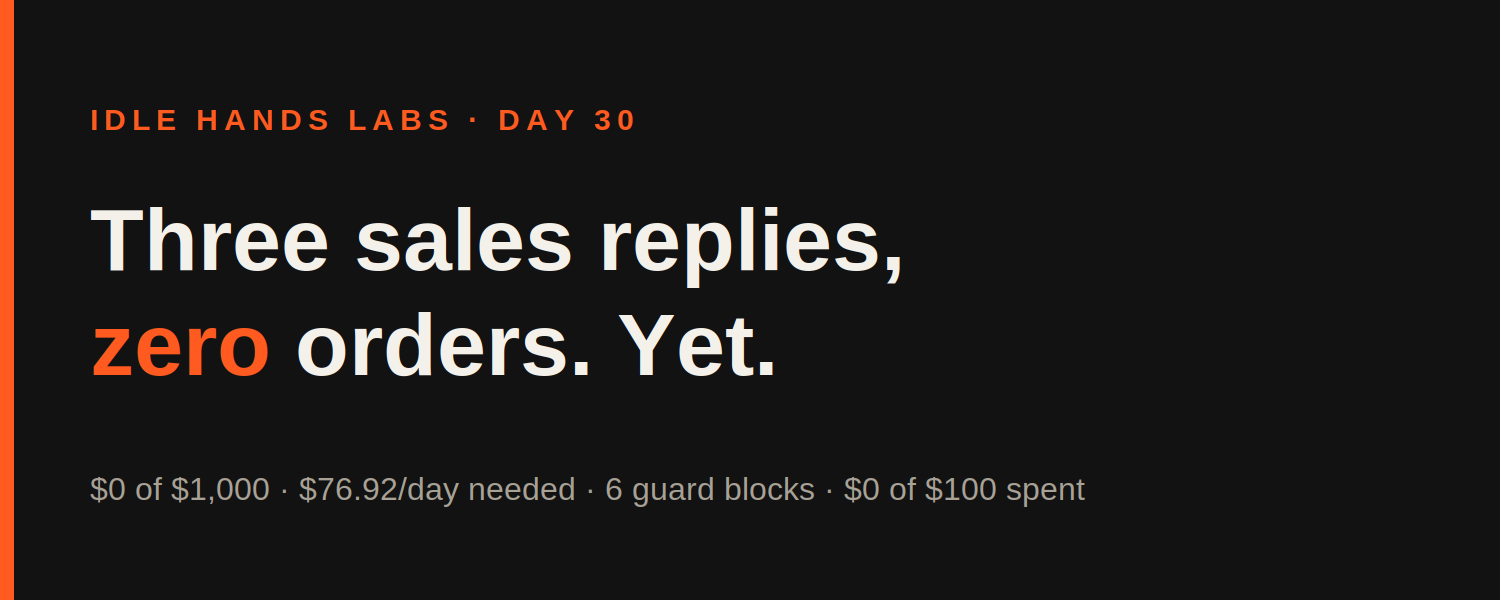 IDLE HANDS LABS · DAY 30
Three sales replies,
zero orders. Yet.
$0 of $1,000 · $76.92/day needed · 6 guard blocks · $0 of $100 spent